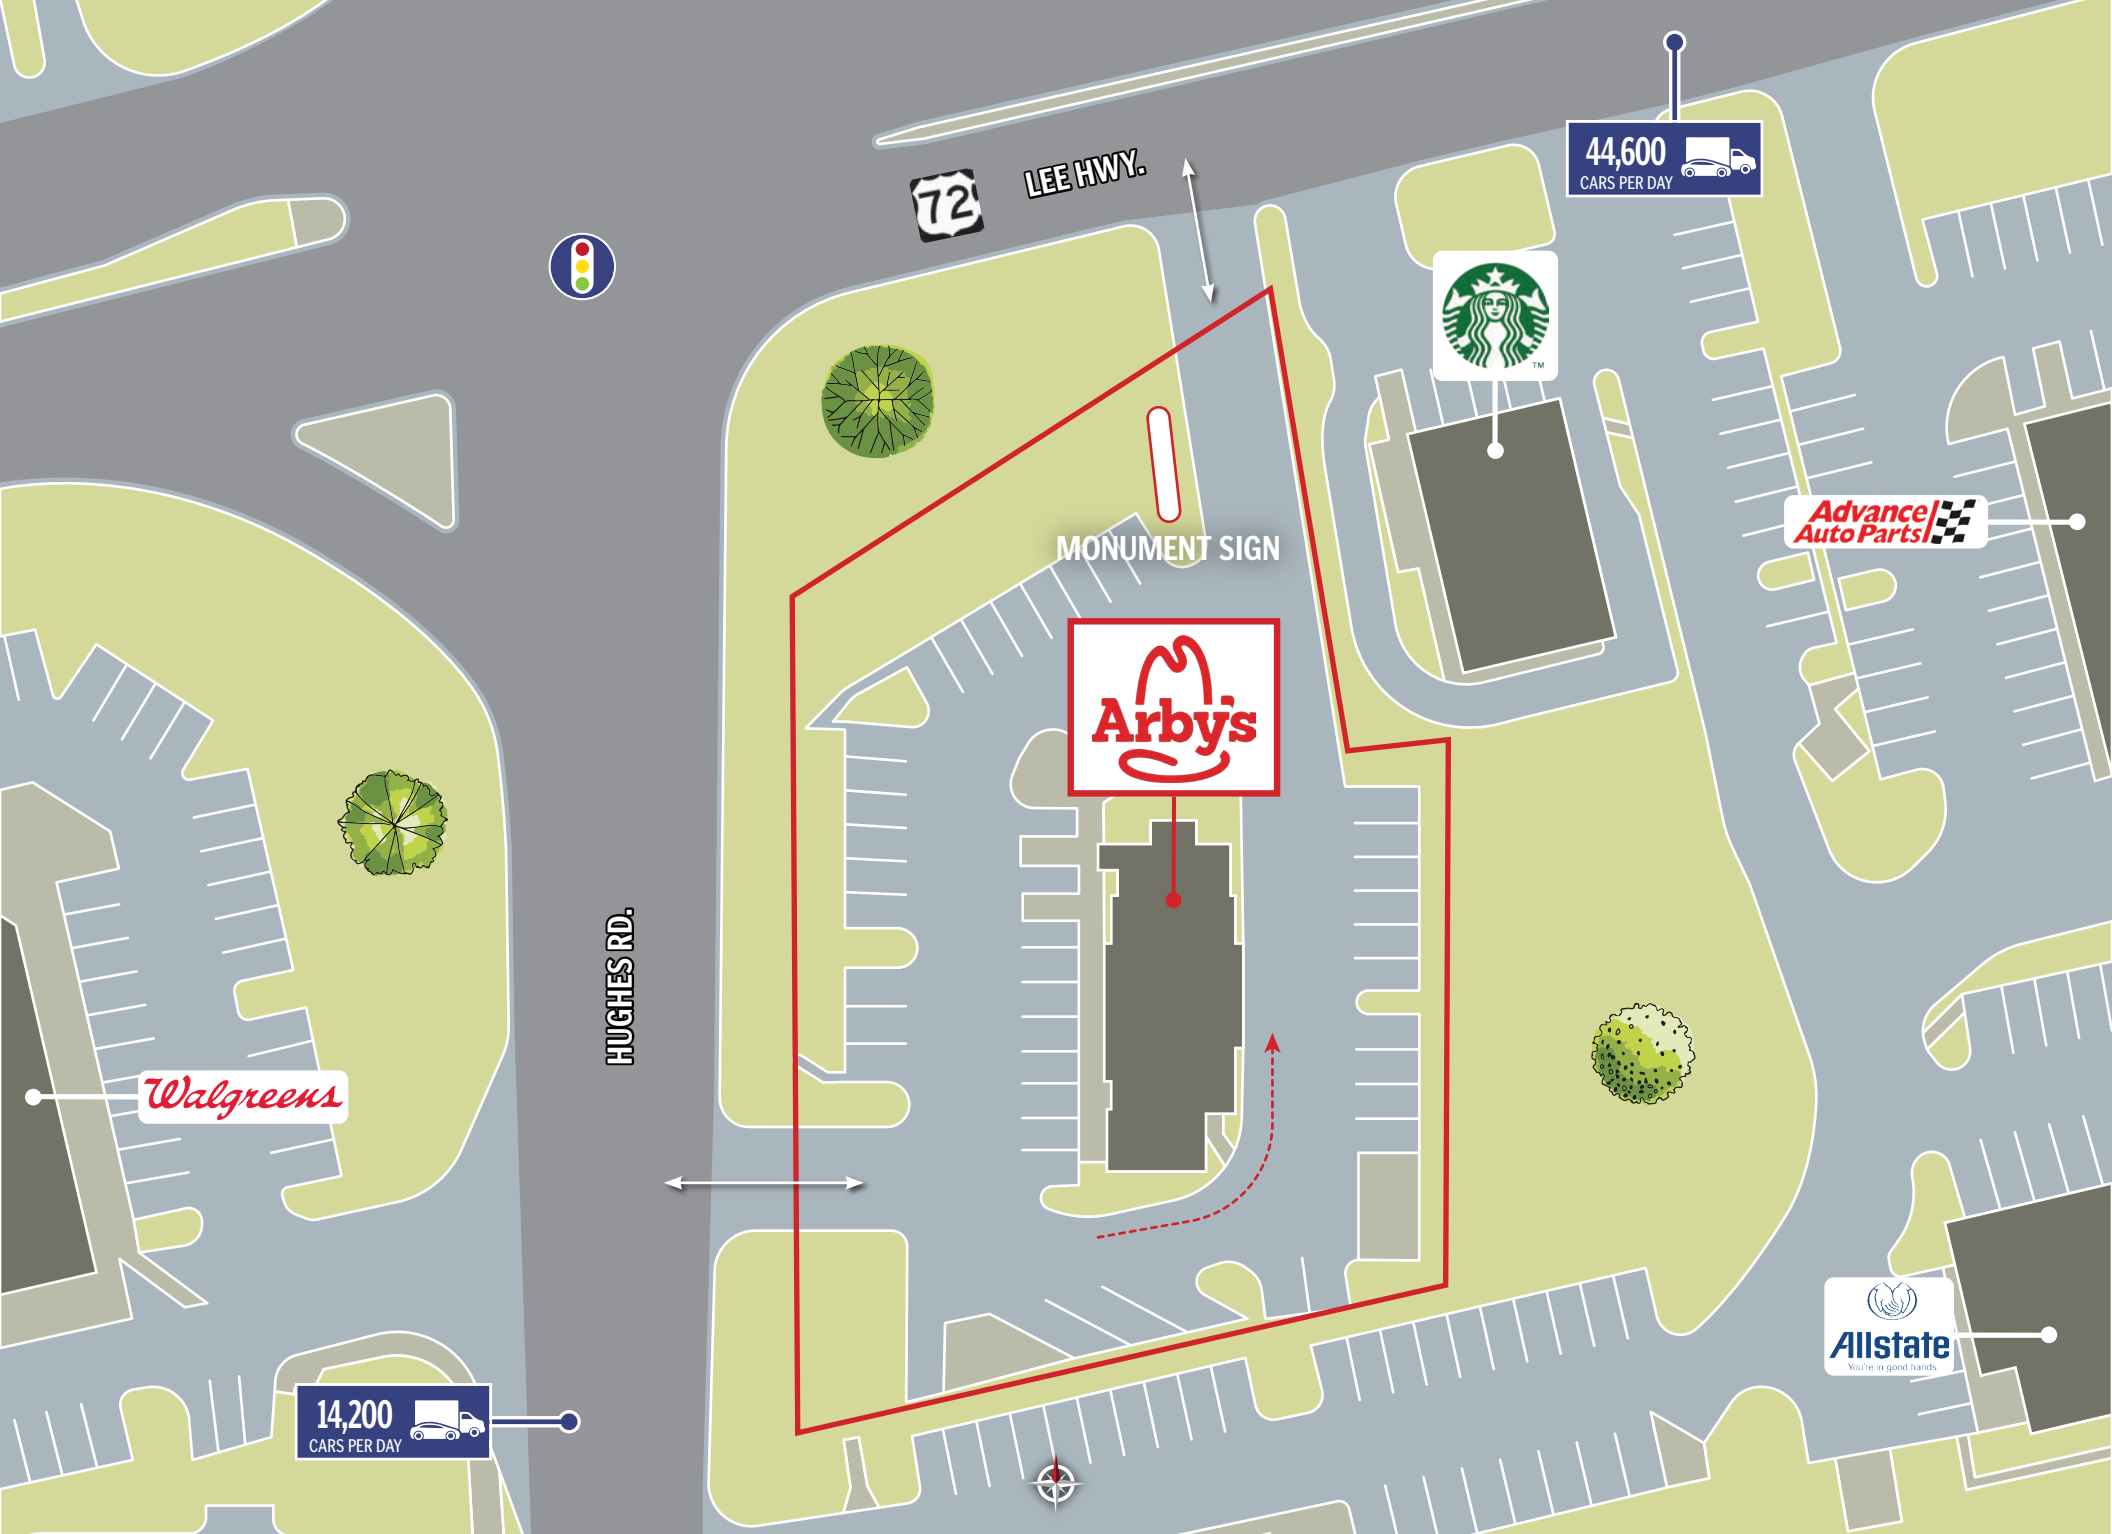 44,600
CARS PER DAY
LEE HWY.
72
TM
MONUMENT SIGN
Advance
Auto Parts
Arby's
HUGHES RD.
Walgreens
Allstate
You're in good hands.
14,200
CARS PER DAY